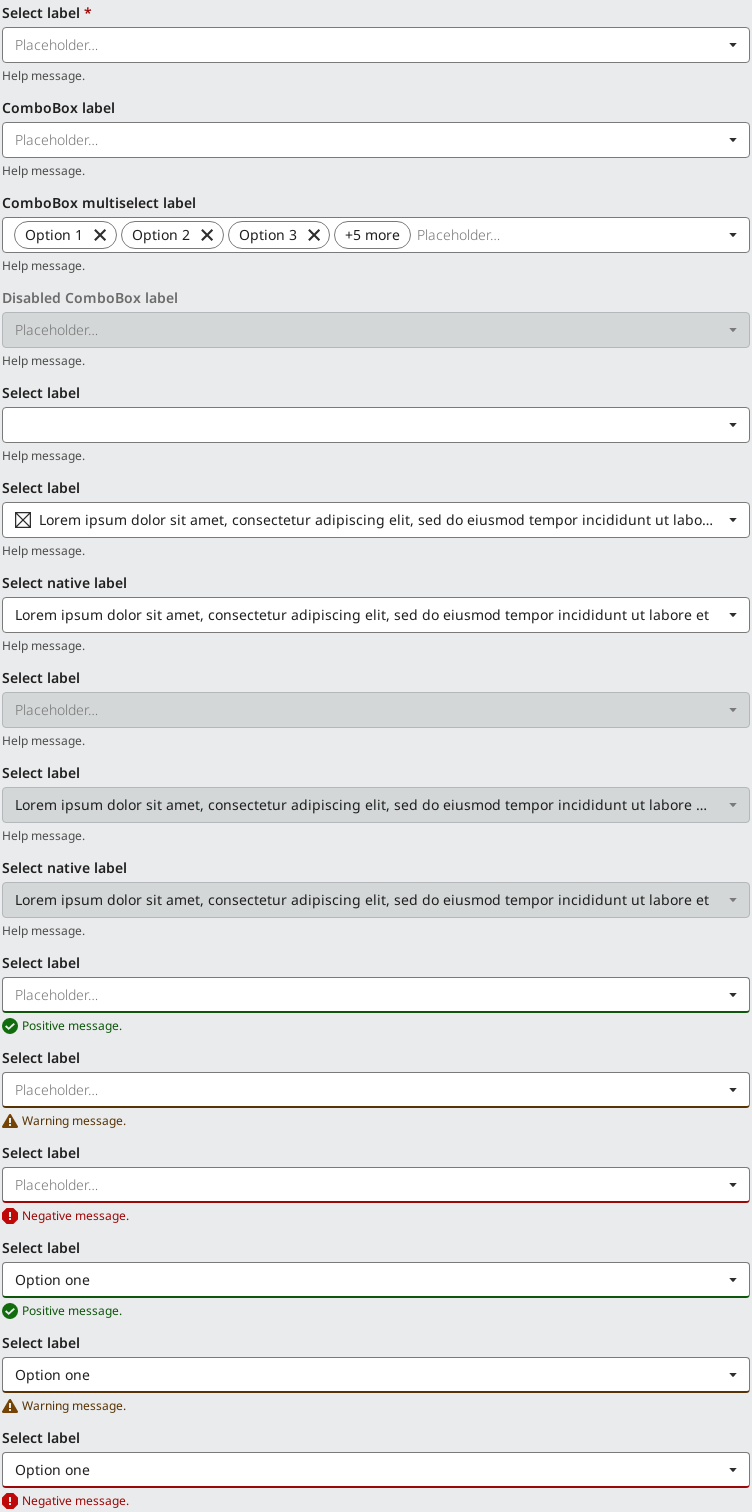 Select label *
Placeholder...
Help message.
ComboBox label
Placeholder...
Help message.
ComboBox multiselect label
Option 1 Option 2 Option 3 +5 more Placeholder...
Help message.
Disabled ComboBox label
Placeholder...
Help message.
Select label
Help message.
Select label
Lorem ipsum dolor sit amet, consectetur adipiscing elit, sed do eiusmod tempor incididunt ut labo...
Help message.
Select native label
Lorem ipsum dolor sit amet, consectetur adipiscing elit, sed do eiusmod tempor incididunt ut labore et
Help message.
Select label
Placeholder...
Help message.
Select label
Lorem ipsum dolor sit amet, consectetur adipiscing elit, sed do eiusmod tempor incididunt ut labore ...
Help message.
Select native label
Lorem ipsum dolor sit amet, consectetur adipiscing elit, sed do eiusmod tempor incididunt ut labore et
Help message.
Select label
Placeholder...
Positive message.
Select label
Placeholder...
Warning message.
Select label
Placeholder...
Negative message.
Select label
Option one
Positive message.
Select label
Option one
Warning message.
Select label
Option one
Negative message.